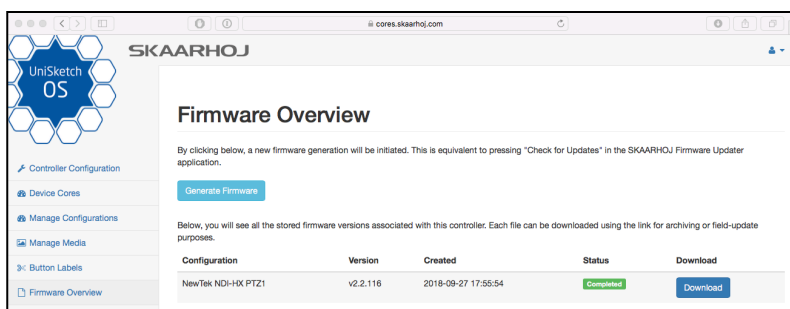 cores.skaarhoj.com
SKAARHOJ
UniSketch
OS
Controller Configuration
Device Cores
Manage Configurations
Manage Media
Button Labels
Firmware Overview
Firmware Overview
By clicking below, a new firmware generation will be initiated. This is equivalent to pressing "Check for Updates" in the SKAARHOJ Firmware Updater
application.
Generate Firmware
Below, you will see all the stored firmware versions associated with this controller. Each file can be downloaded using the link for archiving or field-update
purposes.
Configuration Version Created Status Download
NewTek NDI-HX PTZ1 v2.2.116 2018-09-27 17:55:54 Completed Download